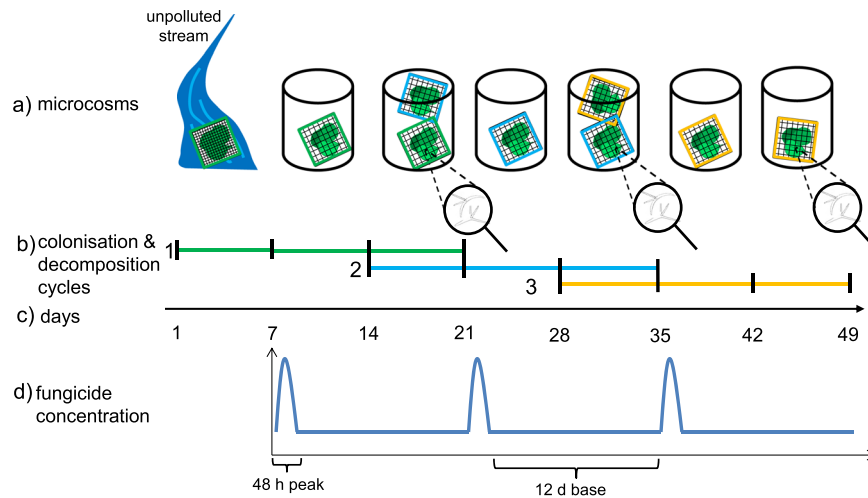 unpolluted
stream
a) microcosms
b) colonisation &
decomposition
cycles
1
2
3
c) days
1 7 14 21 28 35 42 49
d) fungicide
concentration
48 h peak
12 d base